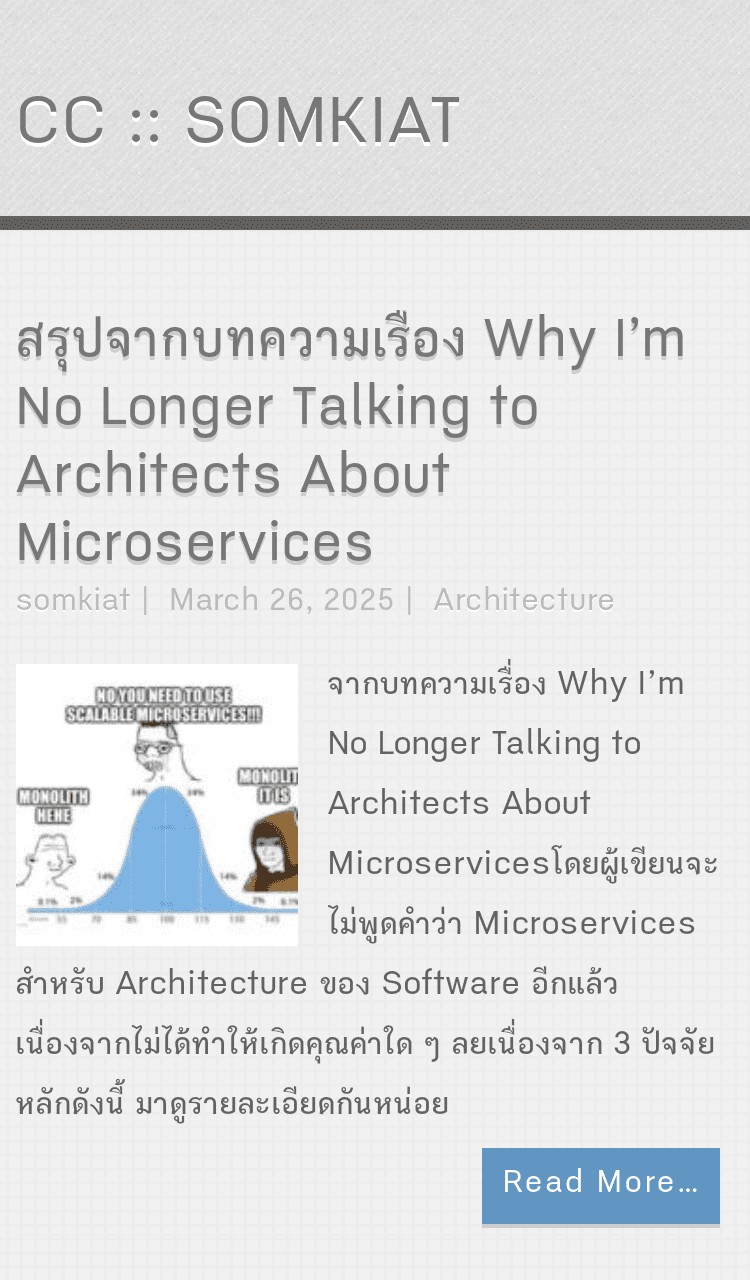 CC :: SOMKIAT
สรุปจากบทความเรื่อง Why I’m
No Longer Talking to
Architects About
Microservices
somkiat | March 26, 2025 | Architecture
NO YOU NEED TO USE
SCALABLE MICROSERVICES!!!
MONOLITH
HEHE
MONOLIT
IT IS
34% 34%
14% 14%
0.1% 2% 2% 0.1%
55 70 85 100 115 130 145
จากบทความเรื่อง Why I’m
No Longer Talking to
Architects About
Microservicesโดยผู้เขียนจะ
ไม่พูดคำว่า Microservices
สำหรับ Architecture ของ Software อีกแล้ว
เนื่องจากไม่ได้ทำให้เกิดคุณค่าใด ๆ ลยเนื่องจาก 3 ปัจจัย
หลักดังนี้ มาดูรายละเอียดกันหน่อย
Read More…